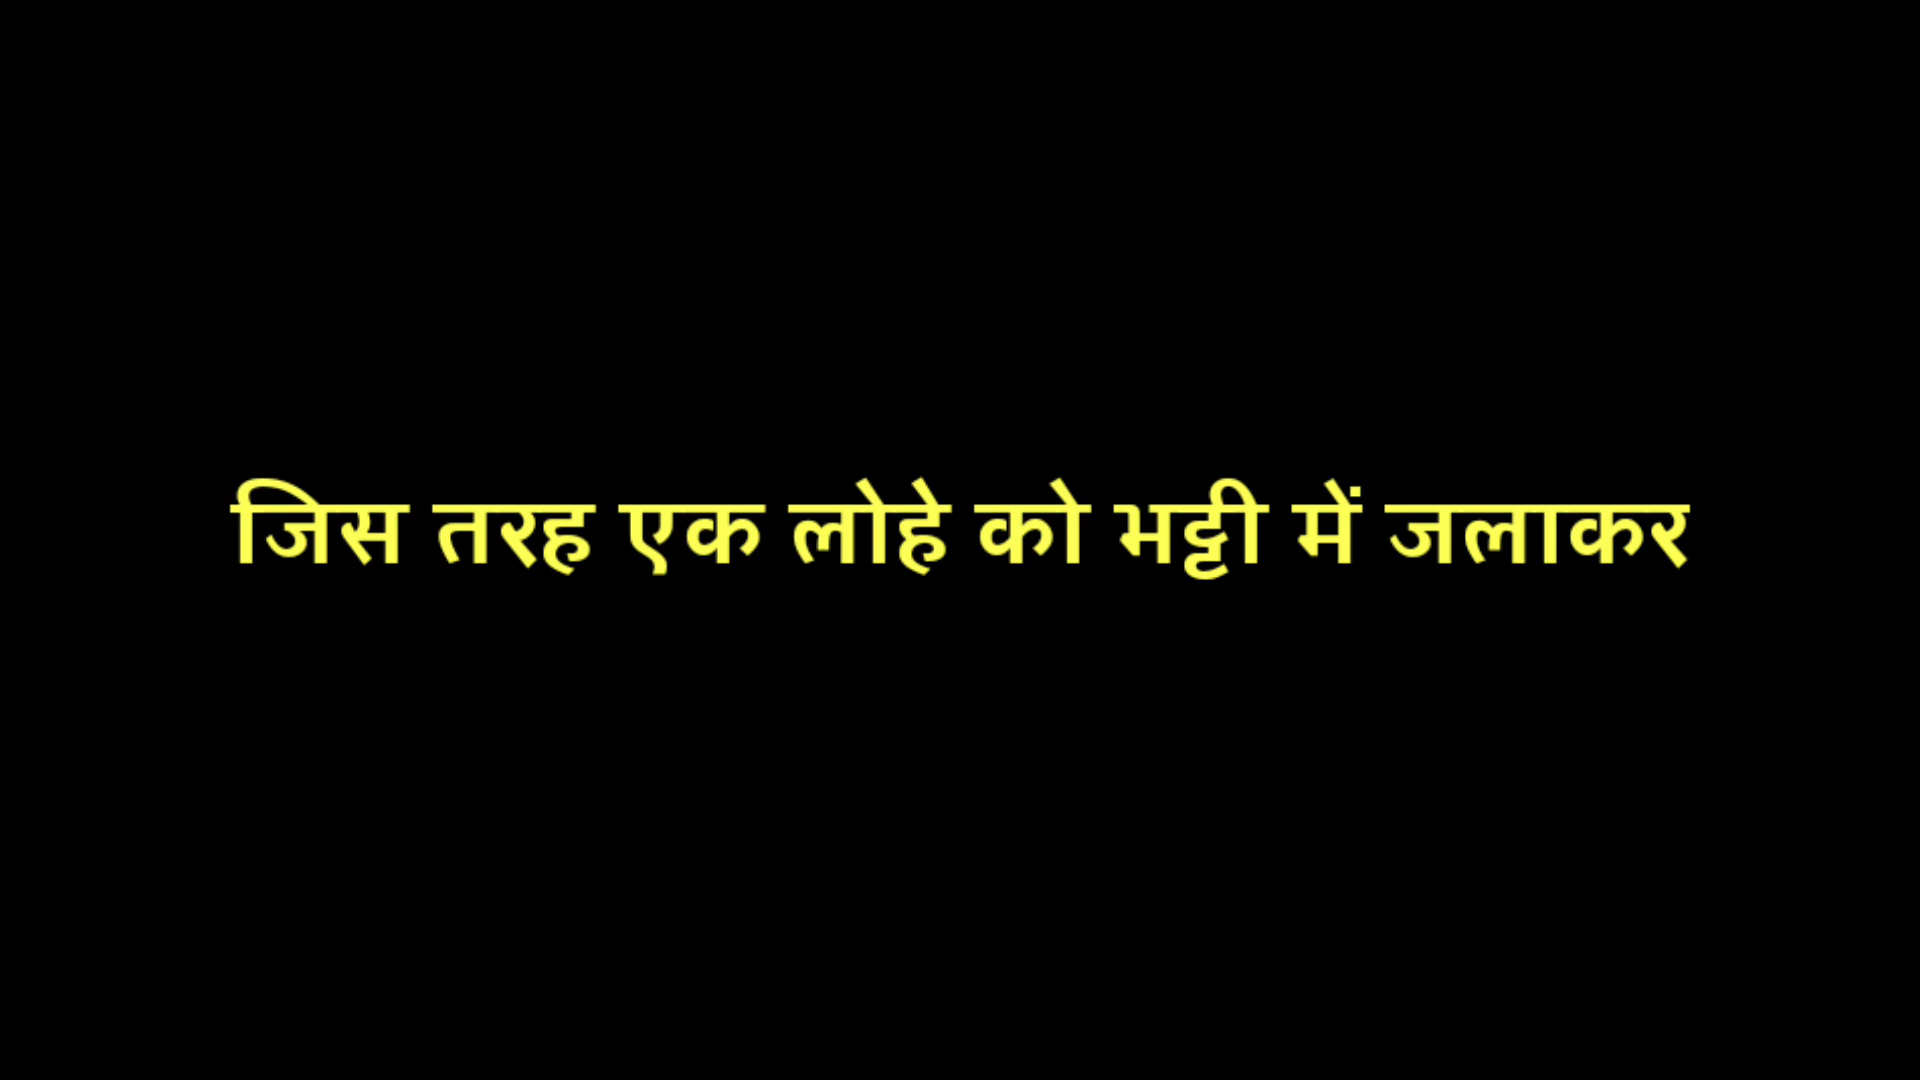 जिस तरह एक लोहे को भट्टी में जलाकर